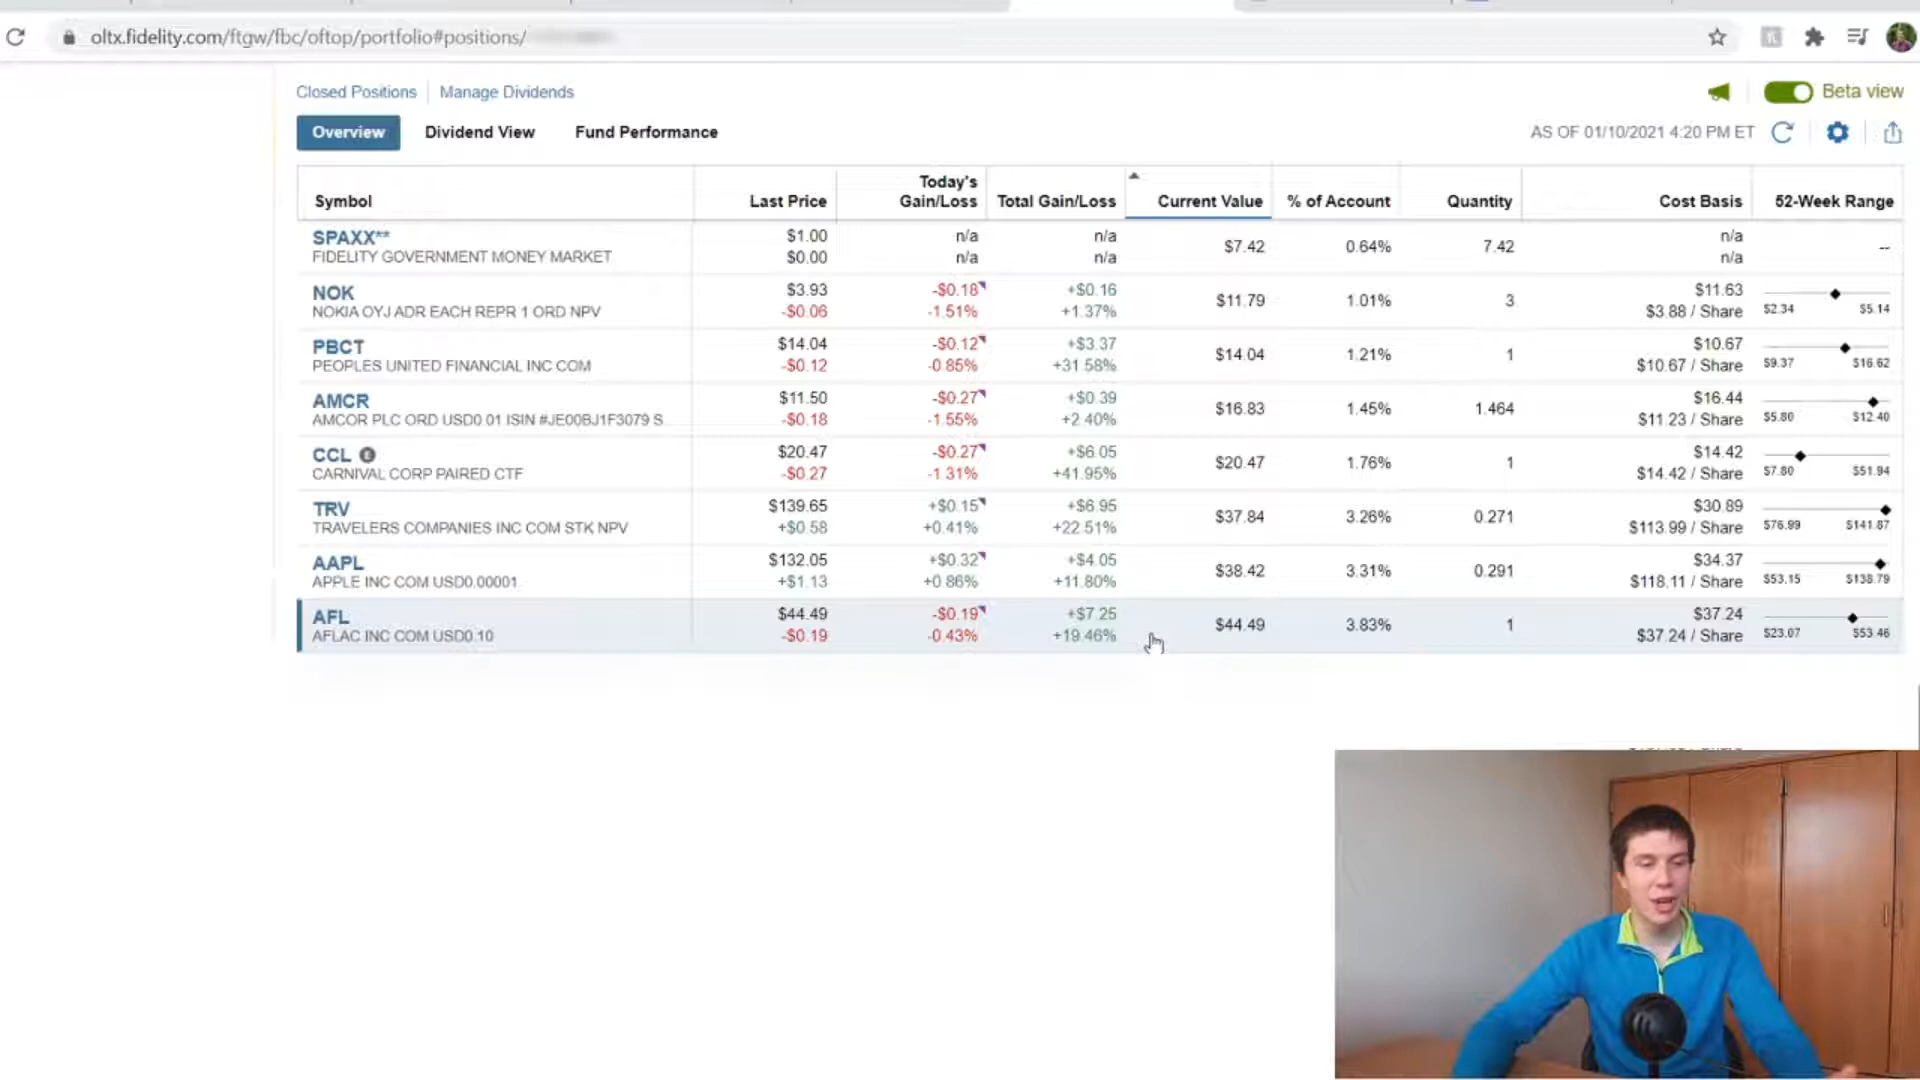 oltx.fidelity.com/ftgw/fbc/oftop/portfolio#positions/
Closed Positions Manage Dividends Beta view
Overview Dividend View Fund Performance AS OF 01/10/2021 4:20 PM ET
Symbol Last Price Today's Gain/Loss Total Gain/Loss Current Value % of Account Quantity Cost Basis 52-Week Range
SPAXX** $1.00 n/a n/a $7.42 0.64% 7.42 n/a --
FIDELITY GOVERNMENT MONEY MARKET $0.00 n/a n/a n/a
NOK $3.93 -$0.18 +$0.16 $11.79 1.01% 3 $11.63
NOKIA OYJ ADR EACH REPR 1 ORD NPV -$0.06 -1.51% +1.37% $3.88 / Share $2.34 $5.14
PBCT $14.04 -$0.12 +$3.37 $14.04 1.21% 1 $10.67
PEOPLES UNITED FINANCIAL INC COM -$0.12 -0.85% +31.58% $10.67 / Share $9.37 $16.62
AMCR $11.50 -$0.27 +$0.39 $16.83 1.45% 1.464 $16.44
AMCOR PLC ORD USD0.01 ISIN #JE00BJ1F3079 S -$0.18 -1.55% +2.40% $11.23 / Share $5.80 $12.40
CCL E $20.47 -$0.27 +$6.05 $20.47 1.76% 1 $14.42
CARNIVAL CORP PAIRED CTF -$0.27 -1.31% +41.95% $14.42 / Share $7.80 $51.94
TRV $139.65 +$0.15 +$6.95 $37.84 3.26% 0.271 $30.89
TRAVELERS COMPANIES INC COM STK NPV +$0.58 +0.41% +22.51% $113.99 / Share $76.99 $141.87
AAPL $132.05 +$0.32 +$4.05 $38.42 3.31% 0.291 $34.37
APPLE INC COM USD0.00001 +$1.13 +0.86% +11.80% $118.11 / Share $53.15 $138.79
AFL $44.49 -$0.19 +$7.25 $44.49 3.83% 1 $37.24
AFLAC INC COM USD0.10 -$0.19 -0.43% +19.46% $37.24 / Share $23.07 $53.46